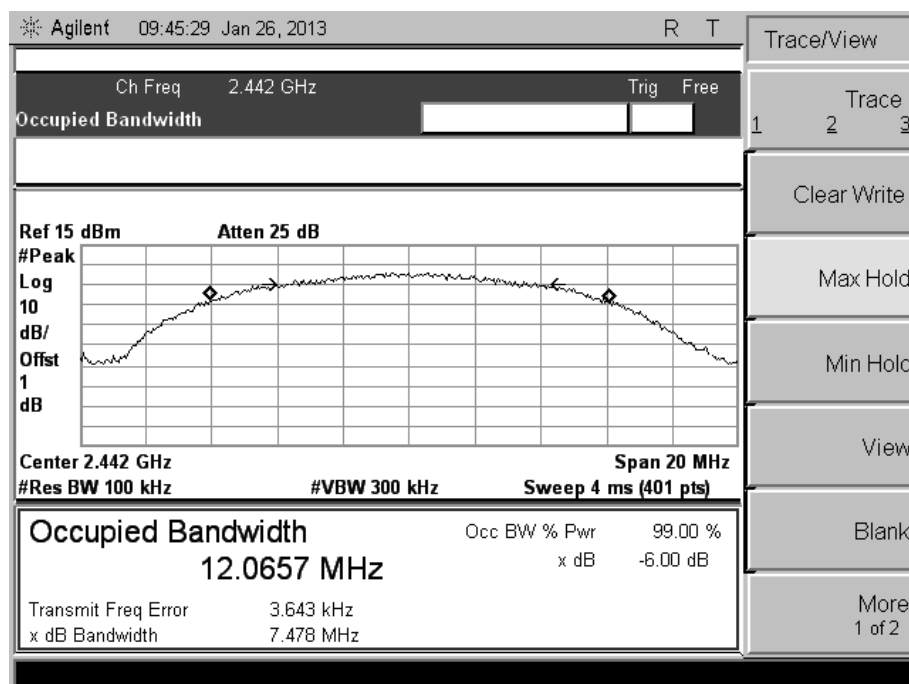 Agilent 09:45:29 Jan 26, 2013 R T
Trace/View
Ch Freq 2.442 GHz Trig Free
Occupied Bandwidth
Trace
1 2 3
Clear Write
Max Hold
Min Hold
View
Blank
More
1 of 2
Ref 15 dBm Atten 25 dB
#Peak
Log
10
dB/
Offst
1
dB
Center 2.442 GHz Span 20 MHz
#Res BW 100 kHz #VBW 300 kHz Sweep 4 ms (401 pts)
Occupied Bandwidth
12.0657 MHz
Occ BW % Pwr 99.00 %
x dB -6.00 dB
Transmit Freq Error 3.643 kHz
x dB Bandwidth 7.478 MHz